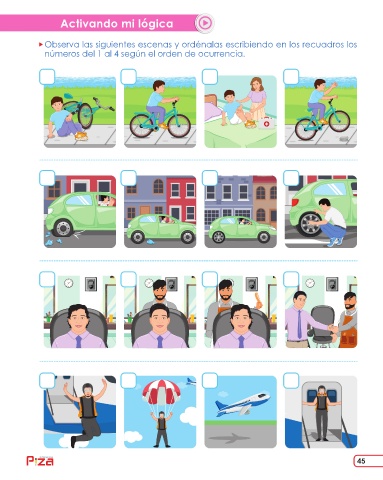 Activando mi lógica
Observa las siguientes escenas y ordénalas escribiendo en los recuadros los
números del 1 al 4 según el orden de ocurrencia.
Piza
45